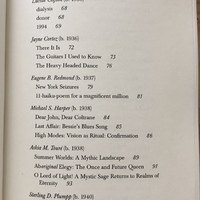 Lucille Clifton (b. 1936)
dialysis 68
donor 68
1994 69
Jayne Cortez (b. 1936)
There It Is 72
The Guitars I Used to Know 73
The Heavy Headed Dance 76
Eugene B. Redmond (b. 1937)
New York Seizures 79
11-haiku-poem for a magnificent million 81
Michael S. Harper (b. 1938)
Dear John, Dear Coltrane 84
Last Affair: Bessie's Blues Song 85
High Modes: Vision as Ritual: Confirmation 86
Askia M. Touré (b. 1938)
Summer Worlds: A Mythic Landscape 89
Aboriginal Elegy: The Once and Future Queen 91
O Lord of Light! A Mystic Sage Returns to Realms of
Eternity 93
Sterling D. Plumpp (b. 1940)